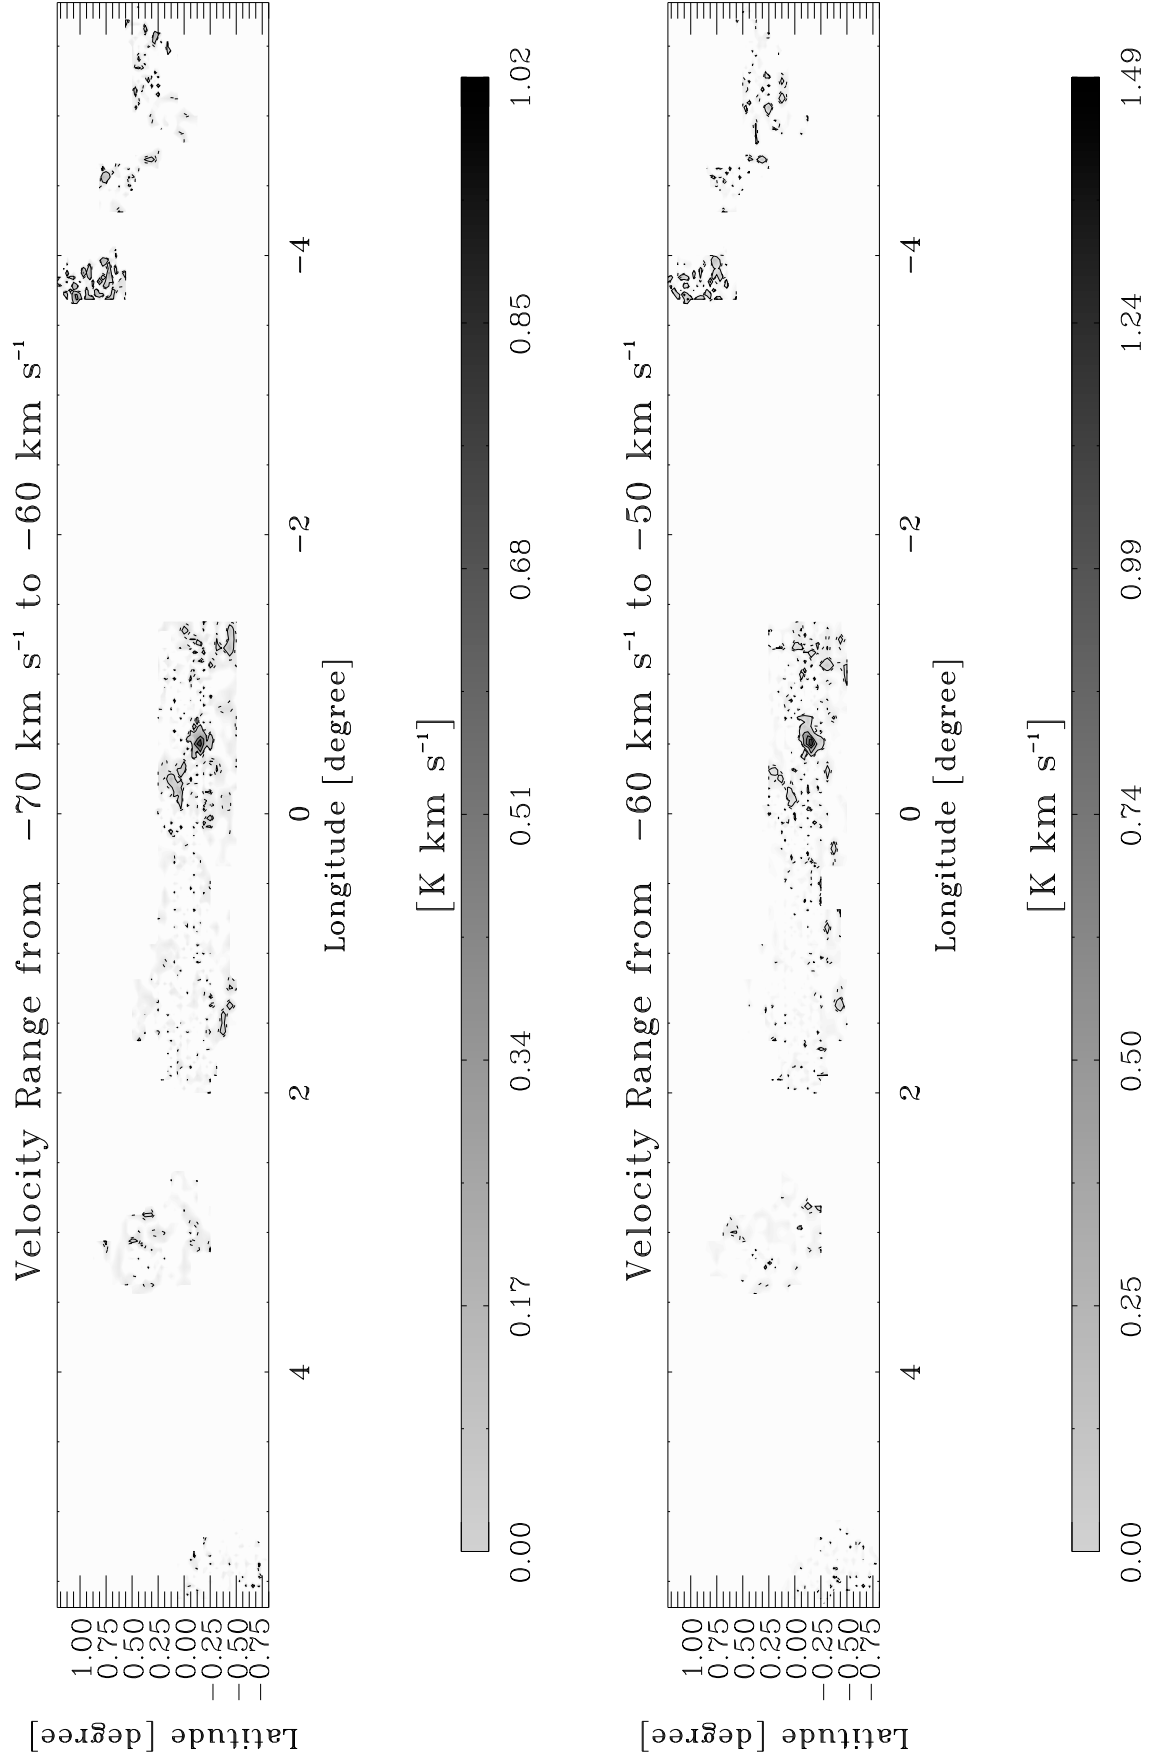 Velocity Range from −70 km s−1 to −60 km s−1
Latitude [degree]
1.00
0.75
0.50
0.25
0.00
−0.25
−0.50
−0.75
4 2 0 −2 −4
Longitude [degree]
[K km s−1]
0.00 0.17 0.34 0.51 0.68 0.85 1.02
Velocity Range from −60 km s−1 to −50 km s−1
Latitude [degree]
1.00
0.75
0.50
0.25
0.00
−0.25
−0.50
−0.75
4 2 0 −2 −4
Longitude [degree]
[K km s−1]
0.00 0.25 0.50 0.74 0.99 1.24 1.49